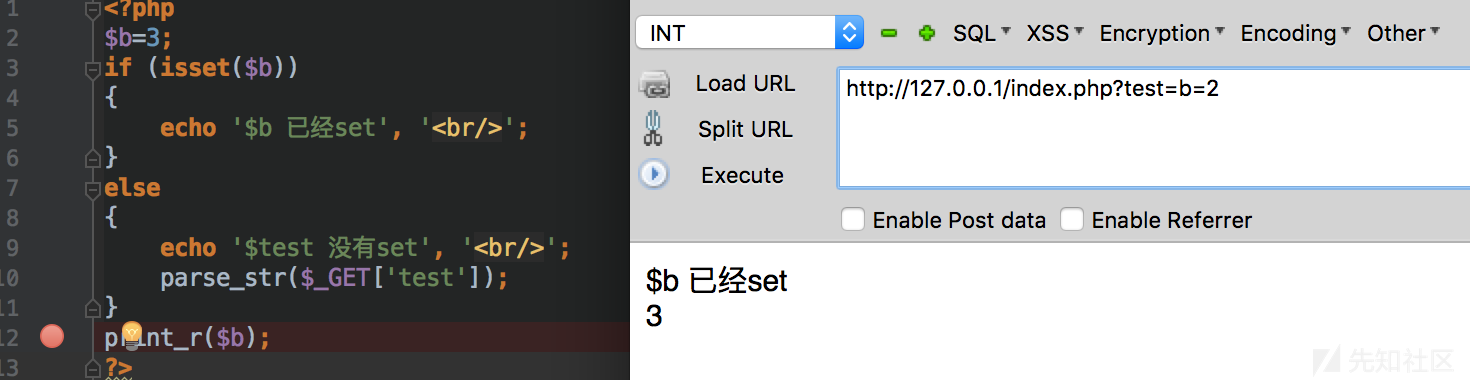 1 <?php
2 $b=3;
3 if (isset($b))
4 {
5 echo '$b 已经set', '<br/>';
6 }
7 else
8 {
9 echo '$test 没有set', '<br/>';
10 parse_str($_GET['test']);
11 }
12 print_r($b);
13 ?>
INT SQL XSS Encryption Encoding Other
Load URL
http://127.0.0.1/index.php?test=b=2
Split URL
Execute
Enable Post data Enable Referrer
$b 已经set
3
先知社区